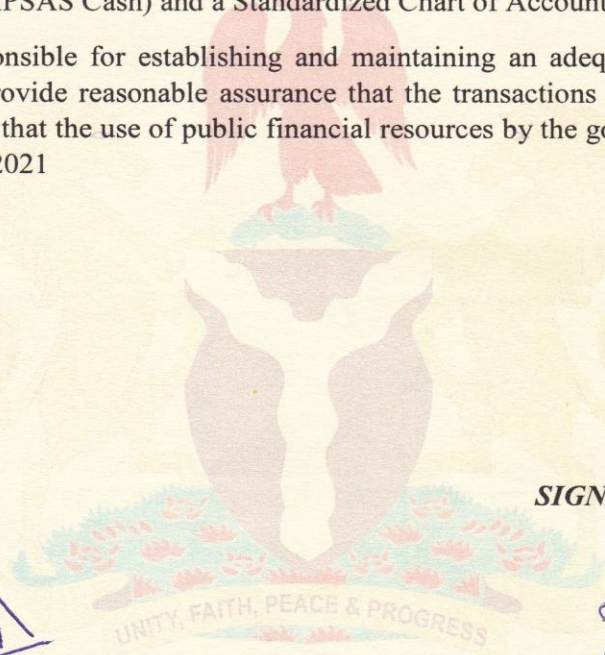 PSAS Cash) and a Standardized Chart of Account
onsible for establishing and maintaining an adeq
rovide reasonable assurance that the transactions
that the use of public financial resources by the go
2021
SIGN
UNITY, FAITH, PEACE & PROGRESS